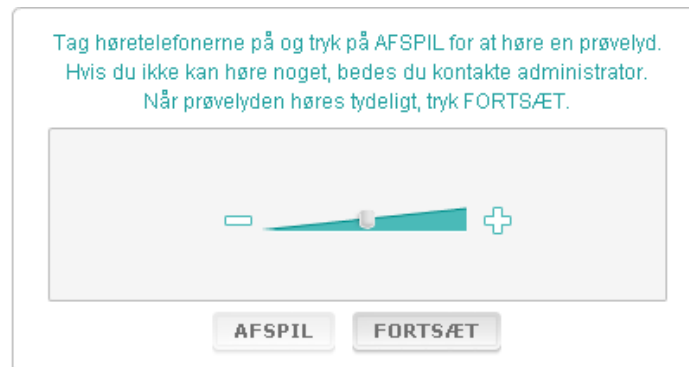 Tag høretelefonerne på og tryk på AFSPIL for at høre en prøvelyd.
Hvis du ikke kan høre noget, bedes du kontakte administrator.
Når prøvelyden høres tydeligt, tryk FORTSÆT.
AFSPIL
FORTSÆT